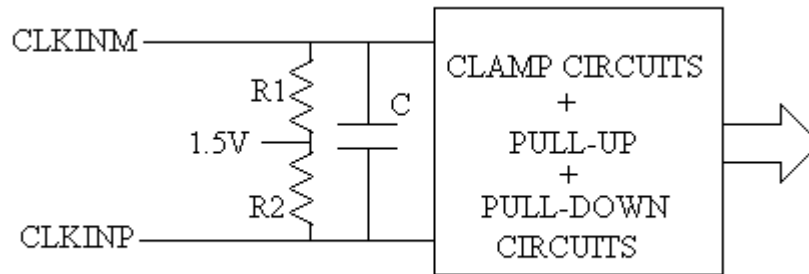 CLKINM
R1
C
1.5V
R2
CLKINP
CLAMP CIRCUITS
+
PULL-UP
+
PULL-DOWN
CIRCUITS